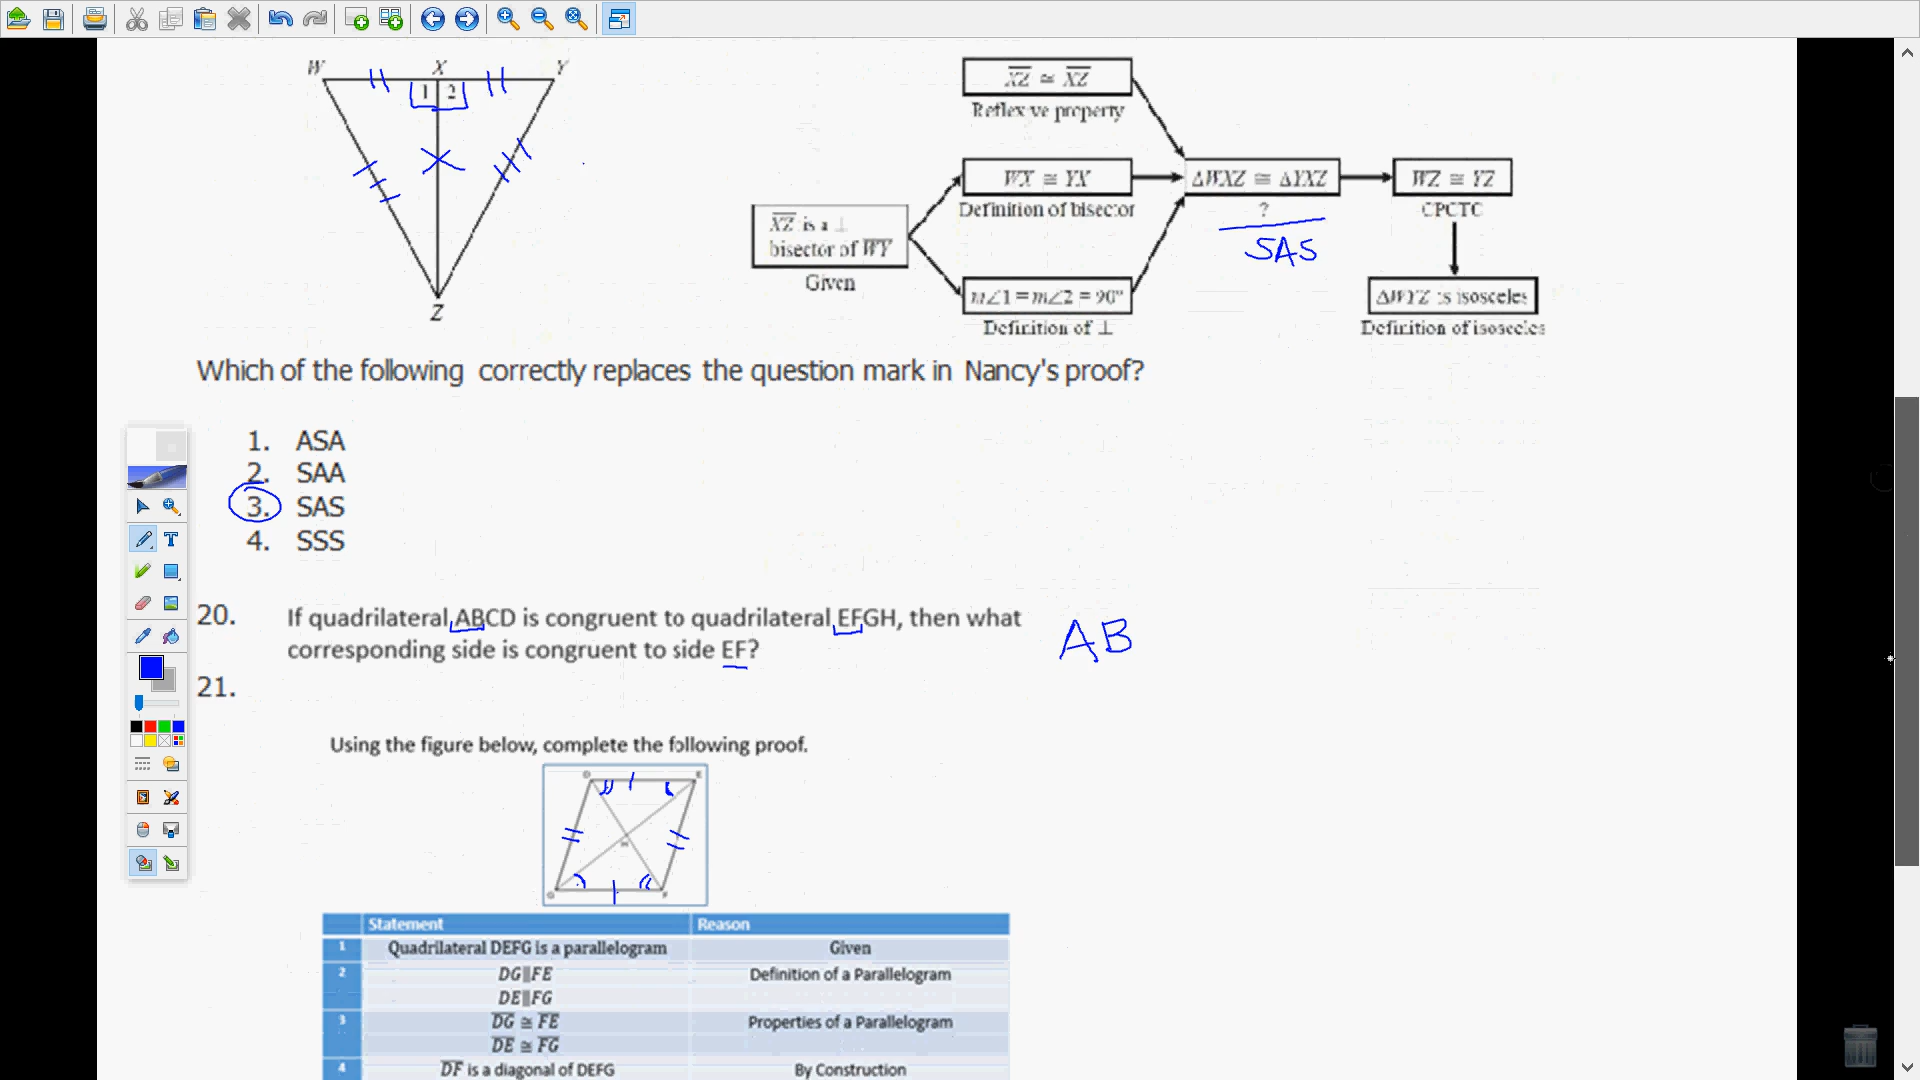 W X Y
1 2
Z
XZ ≅ XZ
Reflexive property
WX ≅ YX
Definition of bisector
XZ is a ⊥
bisector of WY
Given
m∠1 = m∠2 = 90°
Definition of ⊥
ΔWXZ ≅ ΔYXZ
?
SAS
WZ ≅ YZ
CPCTC
ΔWYZ is isosceles
Definition of isosceles
Which of the following correctly replaces the question mark in Nancy's proof?
1. ASA
2. SAA
3. SAS
4. SSS
20. If quadrilateral ABCD is congruent to quadrilateral EFGH, then what
corresponding side is congruent to side EF?
AB
21.
Using the figure below, complete the following proof.
Statement Reason
1 Quadrilateral DEFG is a parallelogram Given
2 DG∥FE Definition of a Parallelogram
DE∥FG
3 DG ≅ FE Properties of a Parallelogram
DE ≅ FG
4 DF is a diagonal of DEFG By Construction